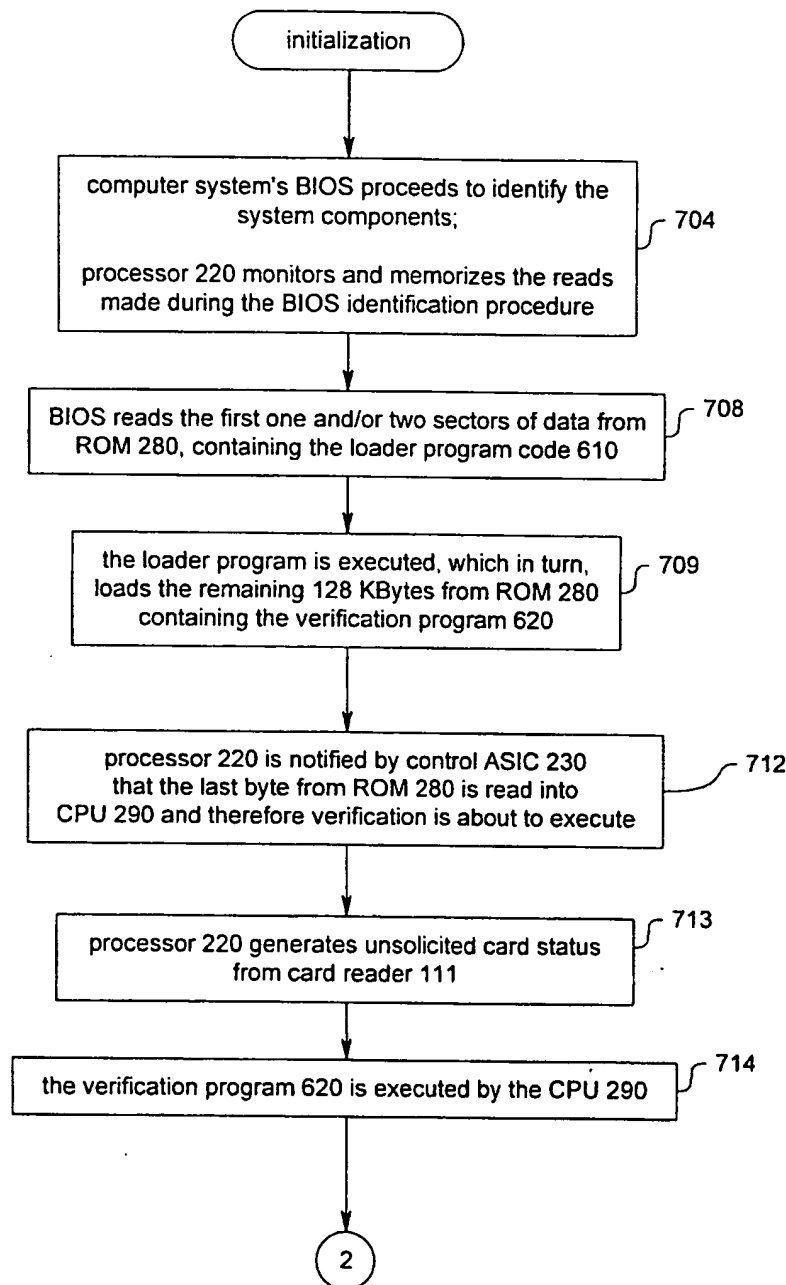 initialization
computer system's BIOS proceeds to identify the
system components;
processor 220 monitors and memorizes the reads
made during the BIOS identification procedure
704
BIOS reads the first one and/or two sectors of data from
ROM 280, containing the loader program code 610
708
the loader program is executed, which in turn,
loads the remaining 128 KBytes from ROM 280
containing the verification program 620
709
processor 220 is notified by control ASIC 230
that the last byte from ROM 280 is read into
CPU 290 and therefore verification is about to execute
712
processor 220 generates unsolicited card status
from card reader 111
713
the verification program 620 is executed by the CPU 290
714
2